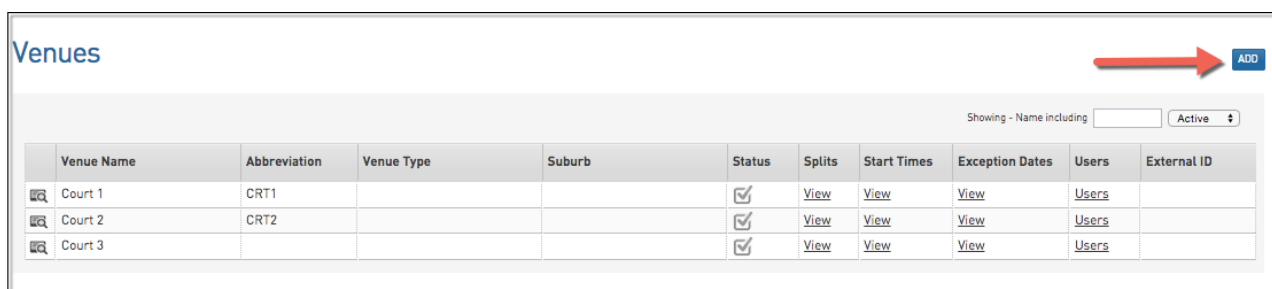 Venues
ADD
Showing - Name including Active
Venue Name Abbreviation Venue Type Suburb Status Splits Start Times Exception Dates Users External ID
Court 1 CRT1 View View View Users
Court 2 CRT2 View View View Users
Court 3 View View View Users